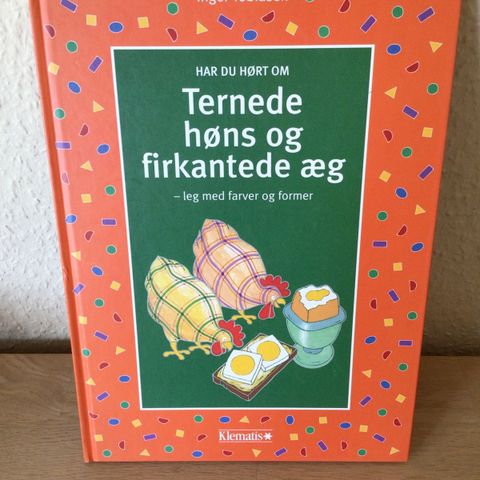 HAR DU HØRT OM
Ternede
høns og
firkantede æg
– leg med farver og former
Klematis